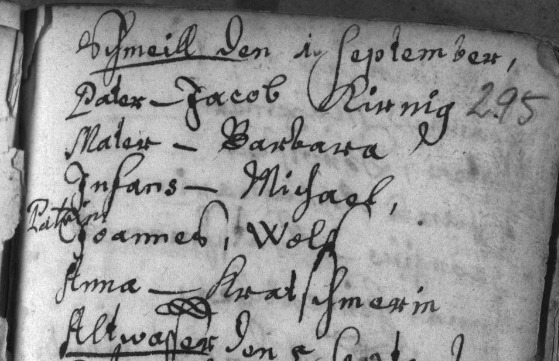 Schmeill den 1 September,
Pater – Jacob Kirnig 295
Mater – Barbara
Infans – Michael,
Patrin
Joannes, Wolf
Anna – Kratschmerin
Altwasser den 5